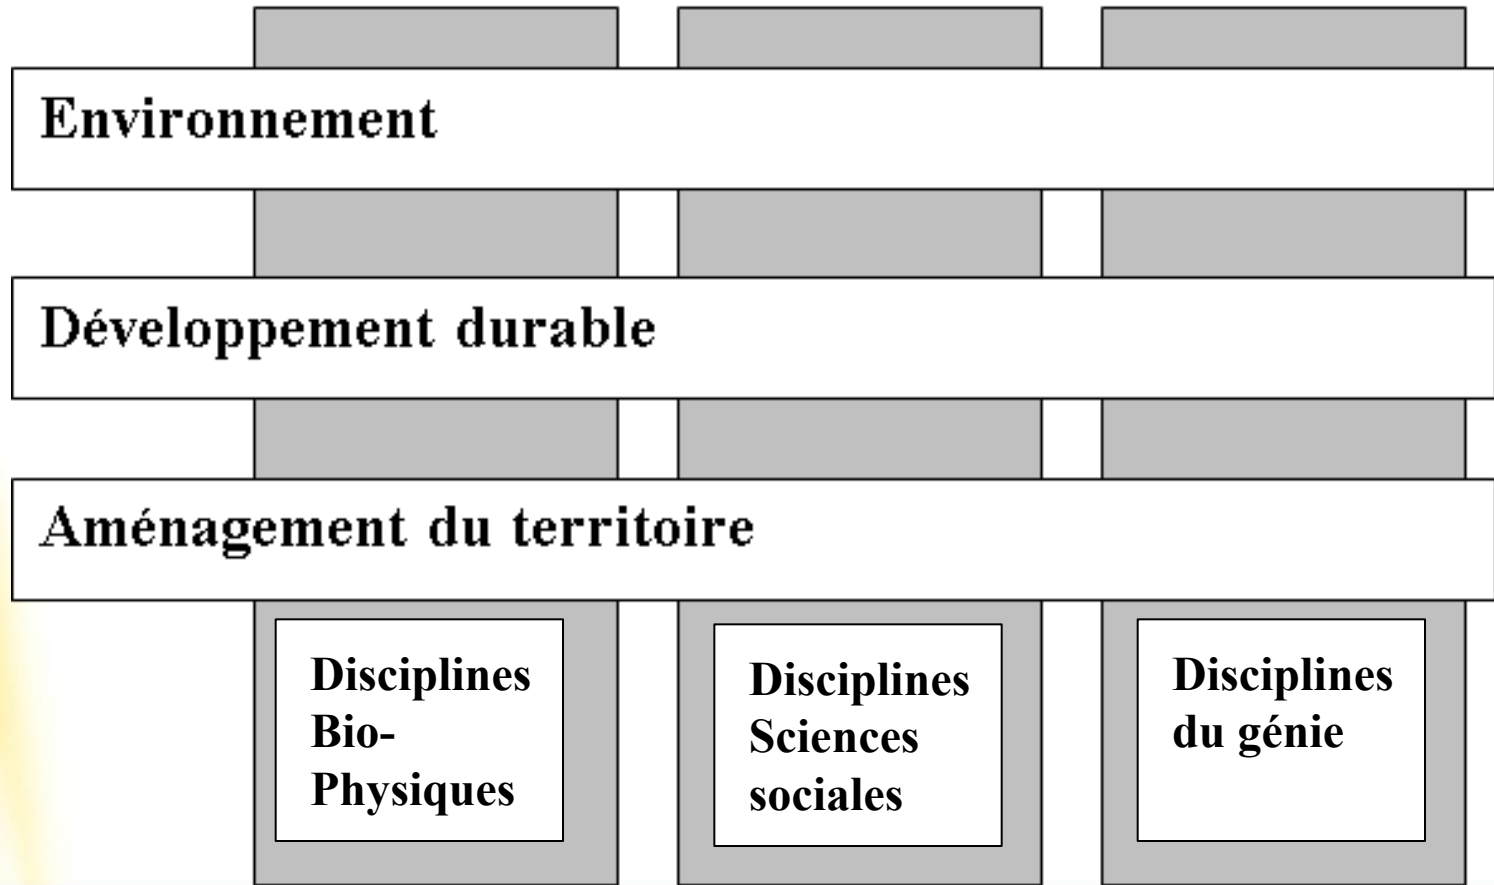 Environnement
Développement durable
Aménagement du territoire
Disciplines
Bio-
Physiques
Disciplines
Sciences
sociales
Disciplines
du génie